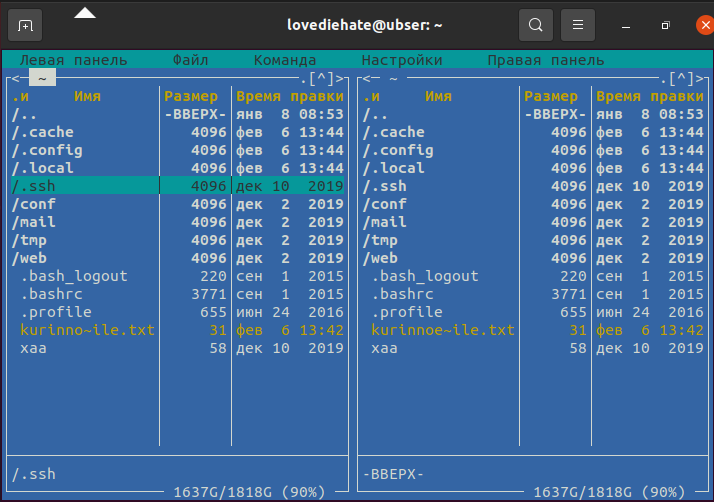 lovediehate@ubser: ~
Левая панель Файл Команда Настройки Правая панель
<─ ~ .[^]> <─ ~ .[^]>
.и Имя Размер Время правки .и Имя Размер Время правки
/.. -ВВЕРХ- янв 8 08:53 /.. -ВВЕРХ- янв 8 08:53
/.cache 4096 фев 6 13:44 /.cache 4096 фев 6 13:44
/.config 4096 фев 6 13:44 /.config 4096 фев 6 13:44
/.local 4096 фев 6 13:44 /.local 4096 фев 6 13:44
/.ssh 4096 дек 10 2019 /.ssh 4096 дек 10 2019
/conf 4096 дек 2 2019 /conf 4096 дек 2 2019
/mail 4096 дек 2 2019 /mail 4096 дек 2 2019
/tmp 4096 дек 2 2019 /tmp 4096 дек 2 2019
/web 4096 дек 2 2019 /web 4096 дек 2 2019
.bash_logout 220 сен 1 2015 .bash_logout 220 сен 1 2015
.bashrc 3771 сен 1 2015 .bashrc 3771 сен 1 2015
.profile 655 июн 24 2016 .profile 655 июн 24 2016
kurinno~ile.txt 31 фев 6 13:42 kurinnoe~ile.txt 31 фев 6 13:42
xaa 58 дек 10 2019 xaa 58 дек 10 2019
/.ssh -ВВЕРХ-
1637G/1818G (90%) 1637G/1818G (90%)